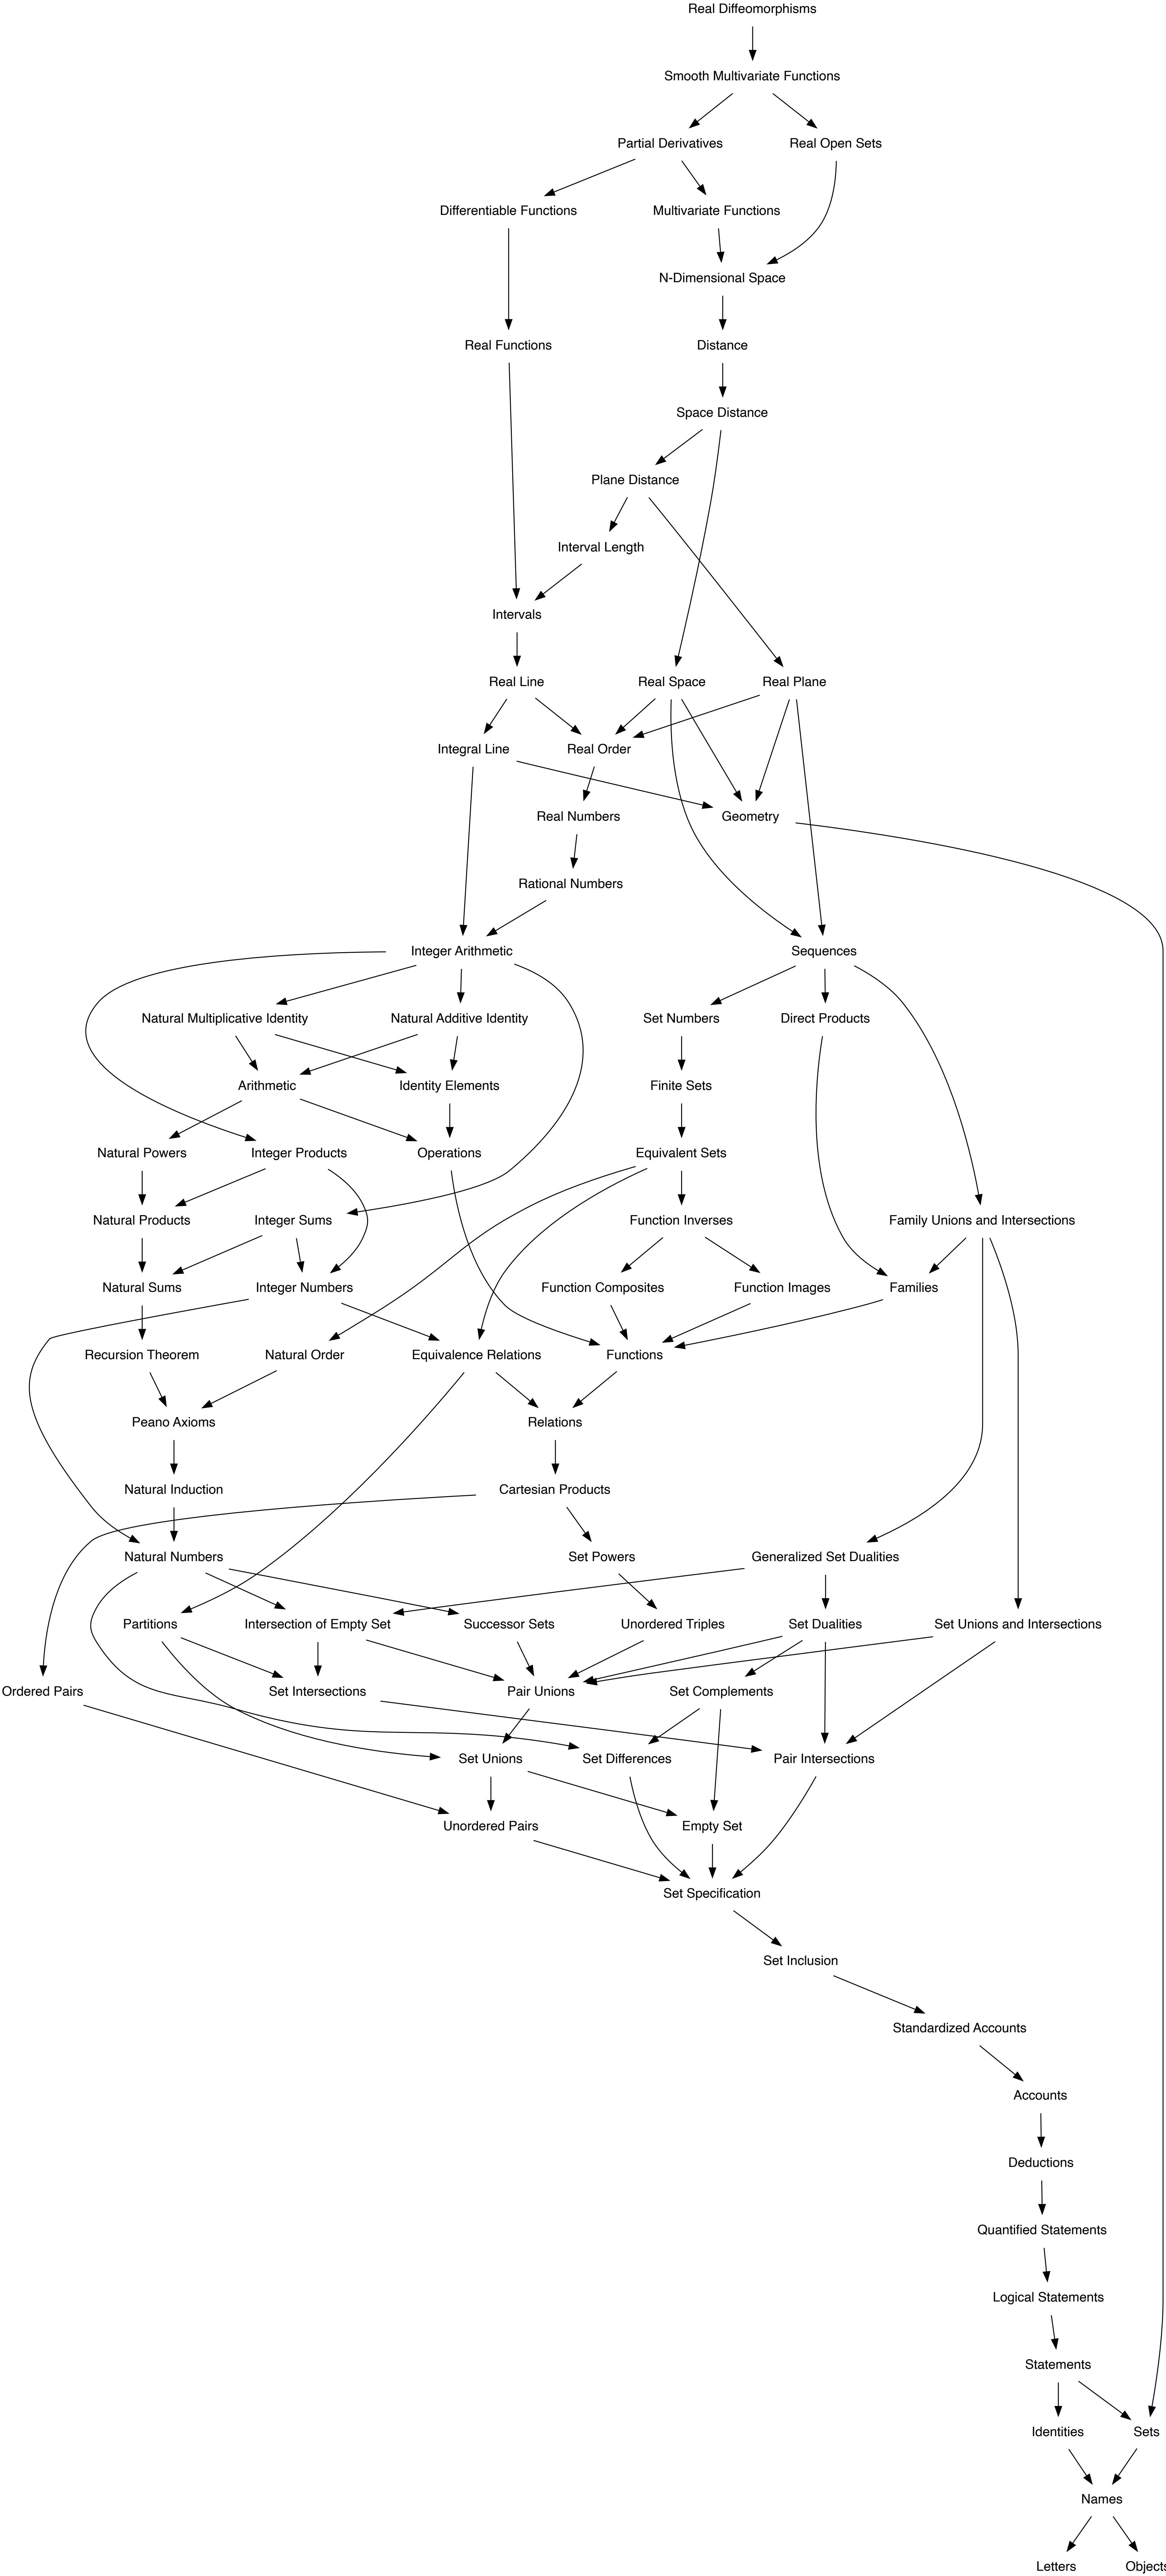 Real Diffeomorphisms
Smooth Multivariate Functions
Partial Derivatives
Real Open Sets
Differentiable Functions
Multivariate Functions
N-Dimensional Space
Real Functions
Distance
Space Distance
Plane Distance
Interval Length
Intervals
Real Line
Real Space
Real Plane
Integral Line
Real Order
Real Numbers
Geometry
Rational Numbers
Integer Arithmetic
Sequences
Natural Multiplicative Identity
Natural Additive Identity
Set Numbers
Direct Products
Arithmetic
Identity Elements
Finite Sets
Natural Powers
Integer Products
Operations
Equivalent Sets
Natural Products
Integer Sums
Function Inverses
Family Unions and Intersections
Natural Sums
Integer Numbers
Function Composites
Function Images
Families
Recursion Theorem
Natural Order
Equivalence Relations
Functions
Peano Axioms
Relations
Natural Induction
Cartesian Products
Natural Numbers
Set Powers
Generalized Set Dualities
Partitions
Intersection of Empty Set
Successor Sets
Unordered Triples
Set Dualities
Set Unions and Intersections
Ordered Pairs
Set Intersections
Pair Unions
Set Complements
Set Unions
Set Differences
Pair Intersections
Unordered Pairs
Empty Set
Set Specification
Set Inclusion
Standardized Accounts
Accounts
Deductions
Quantified Statements
Logical Statements
Statements
Identities
Sets
Names
Letters
Objects